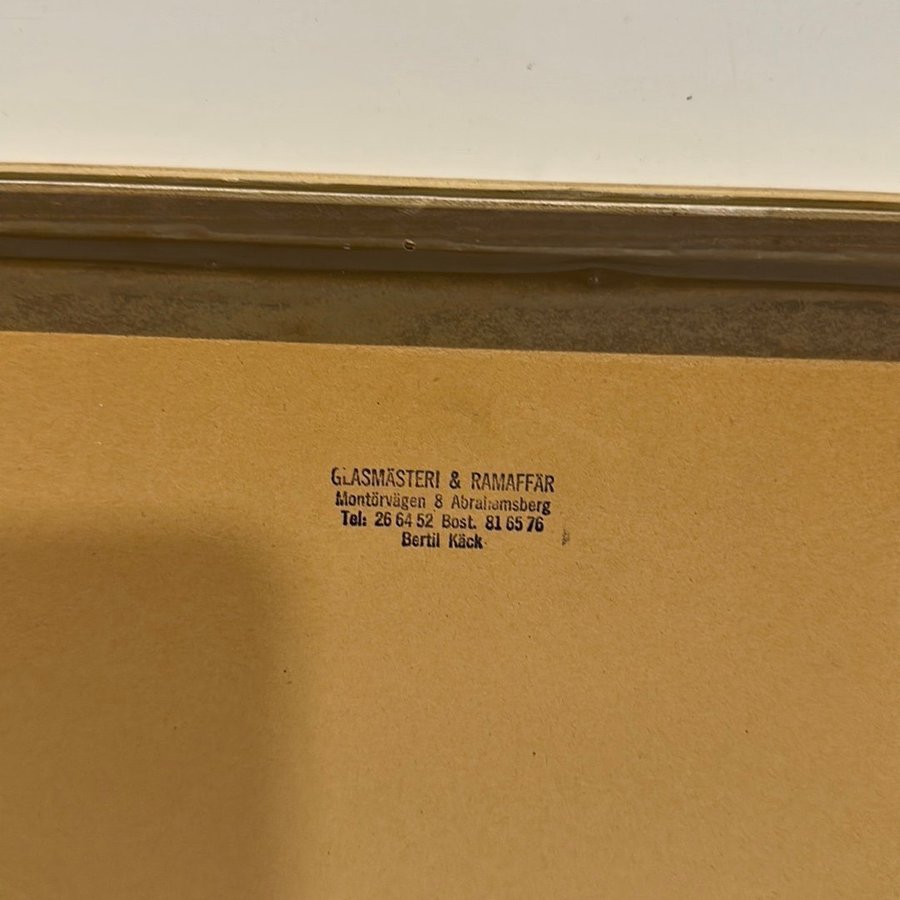 GLASMÄSTERI & RAMAFFÄR
Montörvägen 8 Abrahamsberg
Tel: 26 64 52 Bost. 81 65 76
Bertil Käck